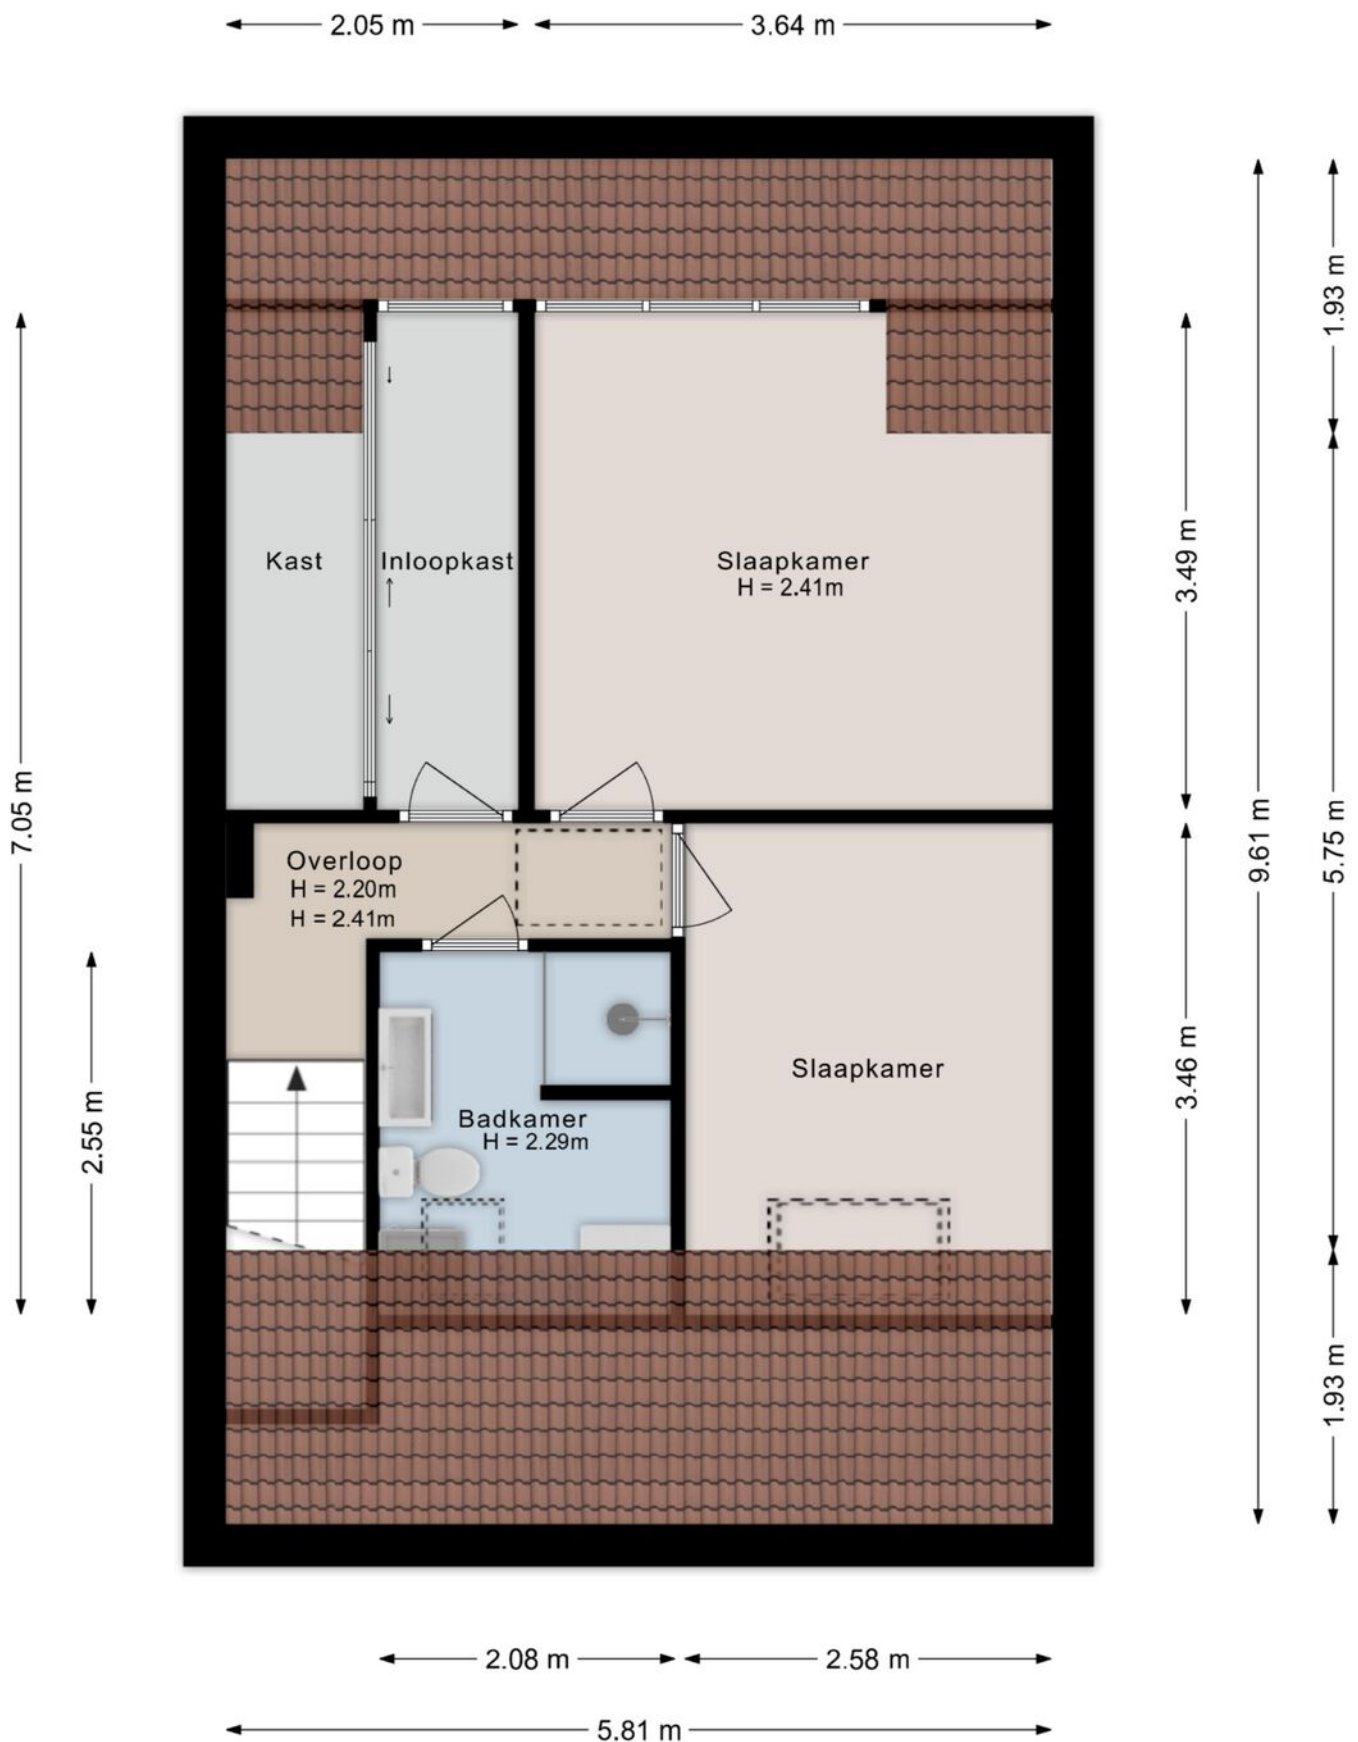 2.05 m
3.64 m
1.93 m
Kast
Inloopkast
Slaapkamer
H = 2.41m
3.49 m
7.05 m
9.61 m
5.75 m
Overloop
H = 2.20m
H = 2.41m
Slaapkamer
3.46 m
Badkamer
H = 2.29m
2.55 m
1.93 m
2.08 m
2.58 m
5.81 m